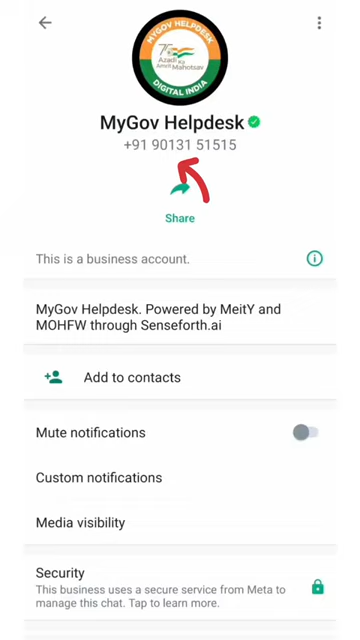 MYGOV HELPDESK
75
Azadi Ka
Amrit Mahotsav
DIGITAL INDIA
MyGov Helpdesk
+91 90131 51515
Share
This is a business account.
MyGov Helpdesk. Powered by MeitY and
MOHFW through Senseforth.ai
Add to contacts
Mute notifications
Custom notifications
Media visibility
Security
This business uses a secure service from Meta to
manage this chat. Tap to learn more.